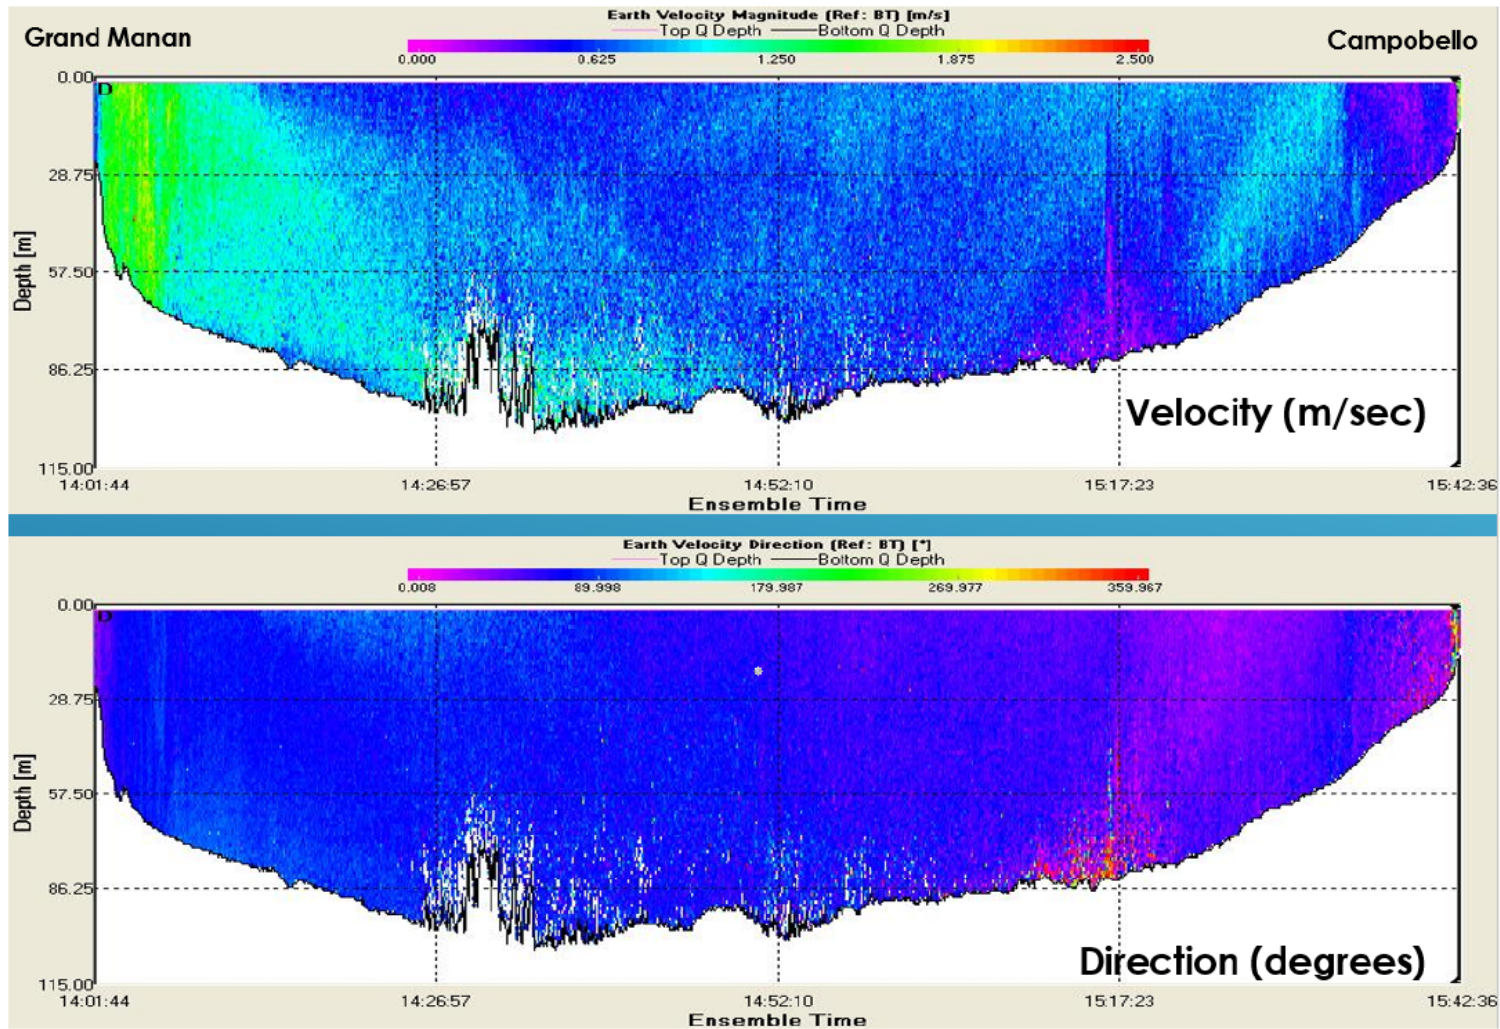 Earth Velocity Magnitude (Ref: BT) [m/s]
Grand Manan
Top Q Depth Bottom Q Depth
Campobello
0.000 0.625 1.250 1.875 2.500
0.00
D
28.75
57.50
Depth [m]
86.25
Velocity (m/sec)
115.00
14:01:44 14:26:57 14:52:10 15:17:23 15:42:36
Ensemble Time
Earth Velocity Direction (Ref: BT) [°]
Top Q Depth Bottom Q Depth
0.008 89.998 179.987 269.977 359.967
0.00
D
28.75
57.50
Depth [m]
86.25
Direction (degrees)
115.00
14:01:44 14:26:57 14:52:10 15:17:23 15:42:36
Ensemble Time